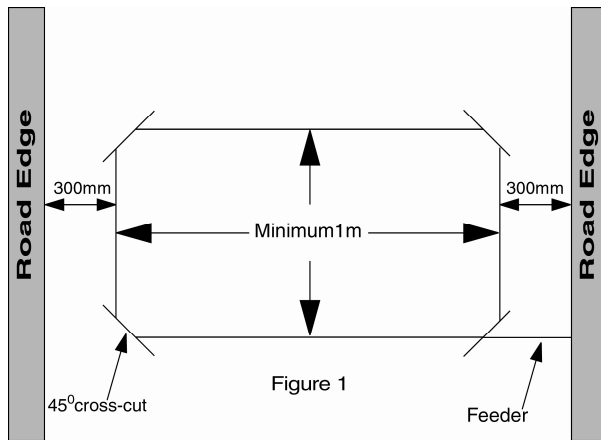 Road Edge
Road Edge
300mm
300mm
Minimum1m
Figure 1
45⁰cross-cut
Feeder